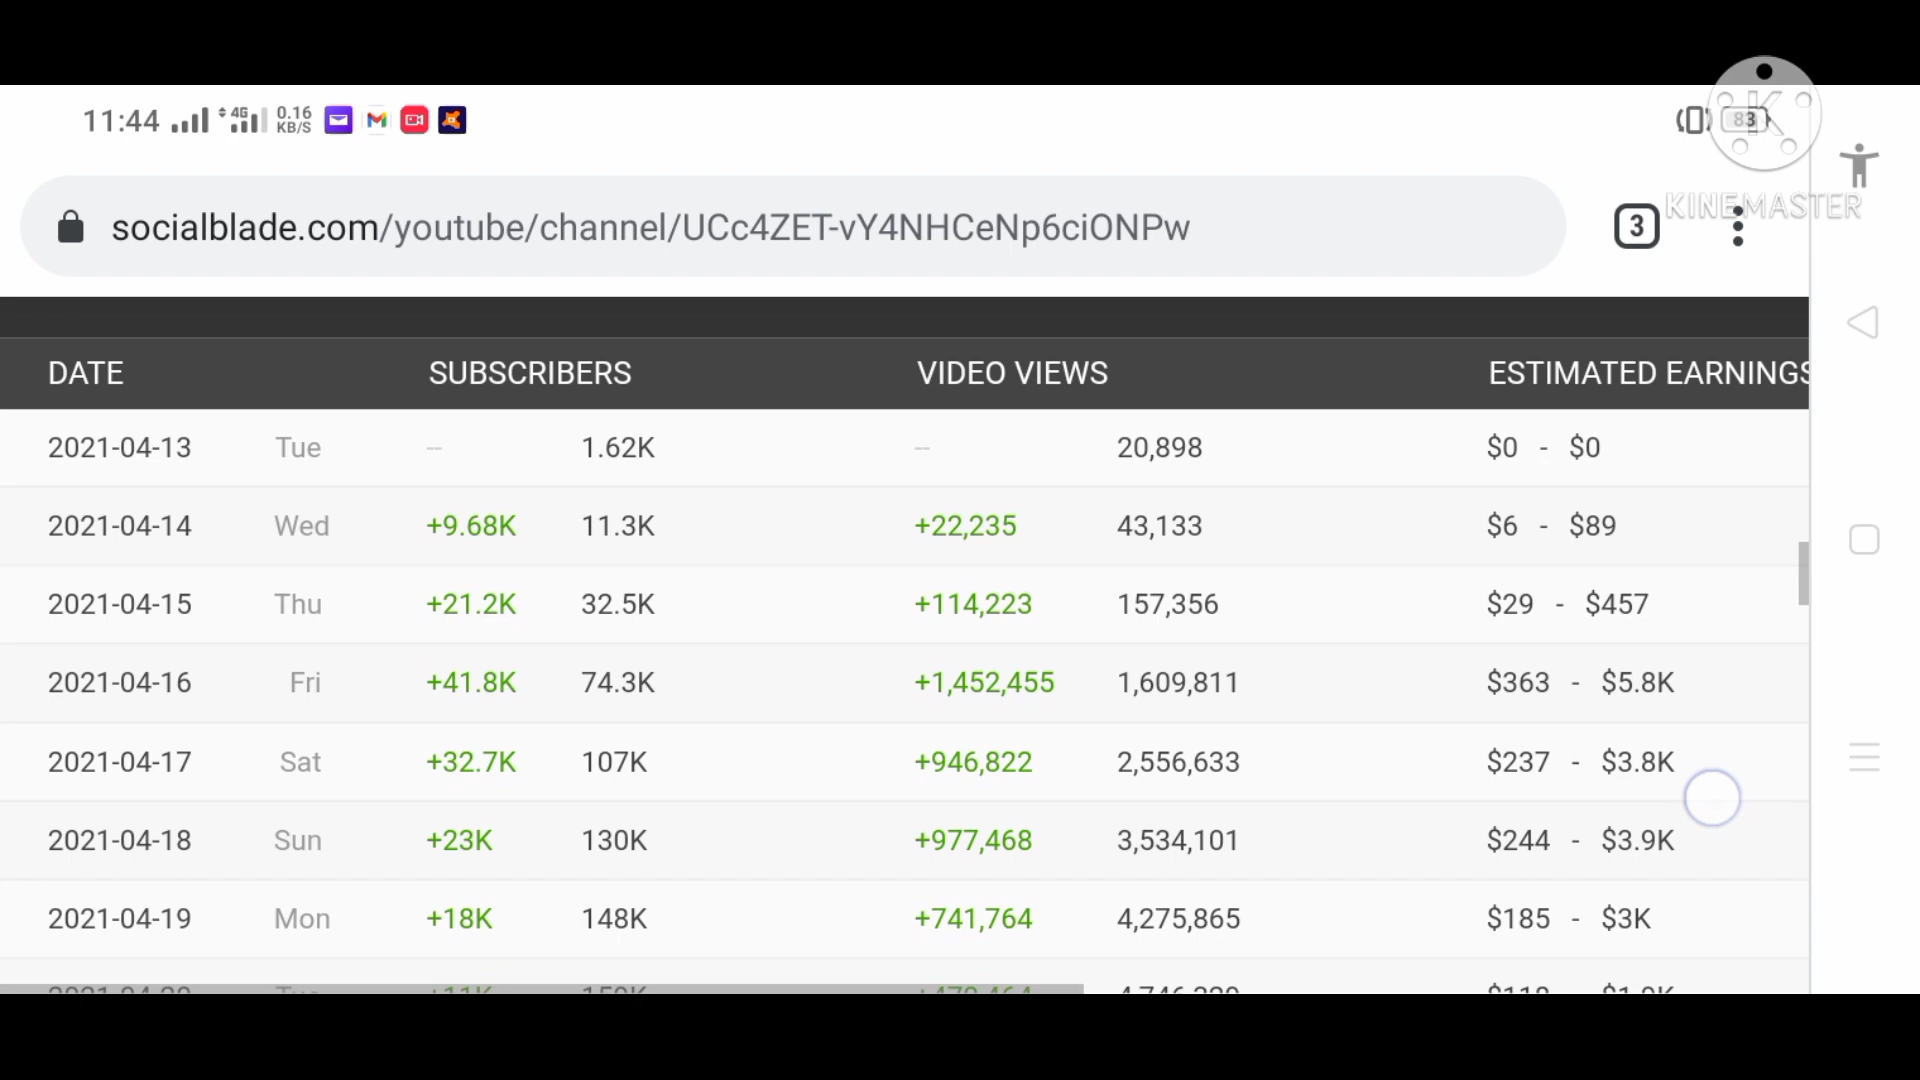 11:44 4G 0.16 KB/S 83
KINEMASTER
socialblade.com/youtube/channel/UCc4ZET-vY4NHCeNp6ciONPw 3
DATE SUBSCRIBERS VIDEO VIEWS ESTIMATED EARNINGS
2021-04-13 Tue -- 1.62K -- 20,898 $0 - $0
2021-04-14 Wed +9.68K 11.3K +22,235 43,133 $6 - $89
2021-04-15 Thu +21.2K 32.5K +114,223 157,356 $29 - $457
2021-04-16 Fri +41.8K 74.3K +1,452,455 1,609,811 $363 - $5.8K
2021-04-17 Sat +32.7K 107K +946,822 2,556,633 $237 - $3.8K
2021-04-18 Sun +23K 130K +977,468 3,534,101 $244 - $3.9K
2021-04-19 Mon +18K 148K +741,764 4,275,865 $185 - $3K